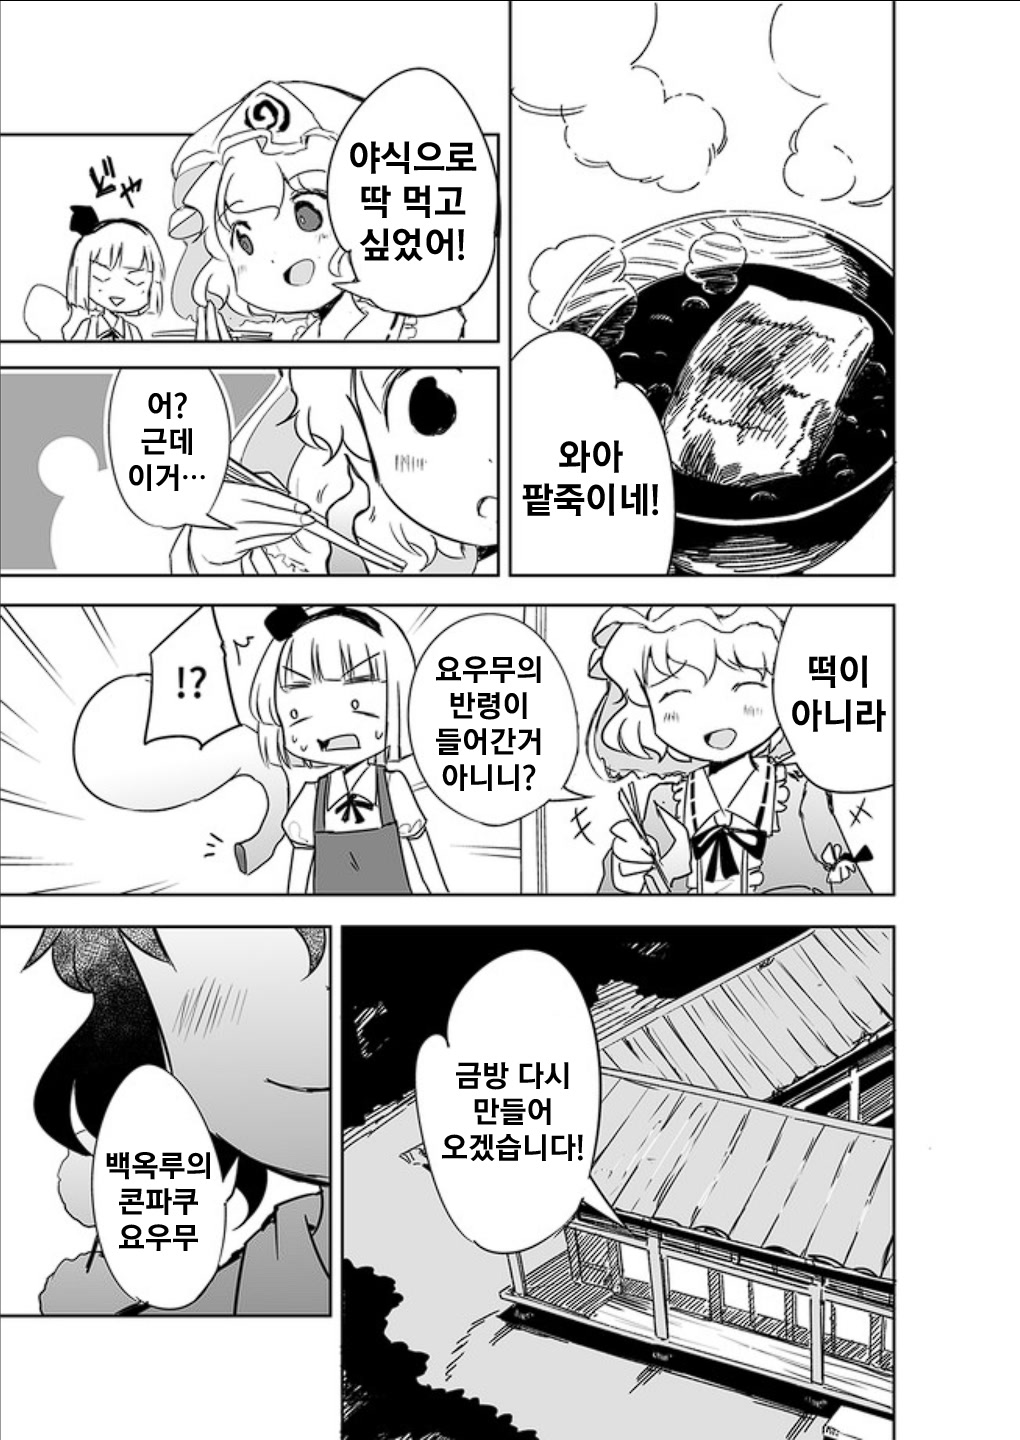 와아
팥죽이네!
야식으로
딱 먹고
싶었어!
ドヤ
어?
근데
이거…
떡이
아니라
요우무의
반령이
들어간거
아니니?
!?
금방 다시
만들어
오겠습니다!
백옥루의
콘파쿠
요우무